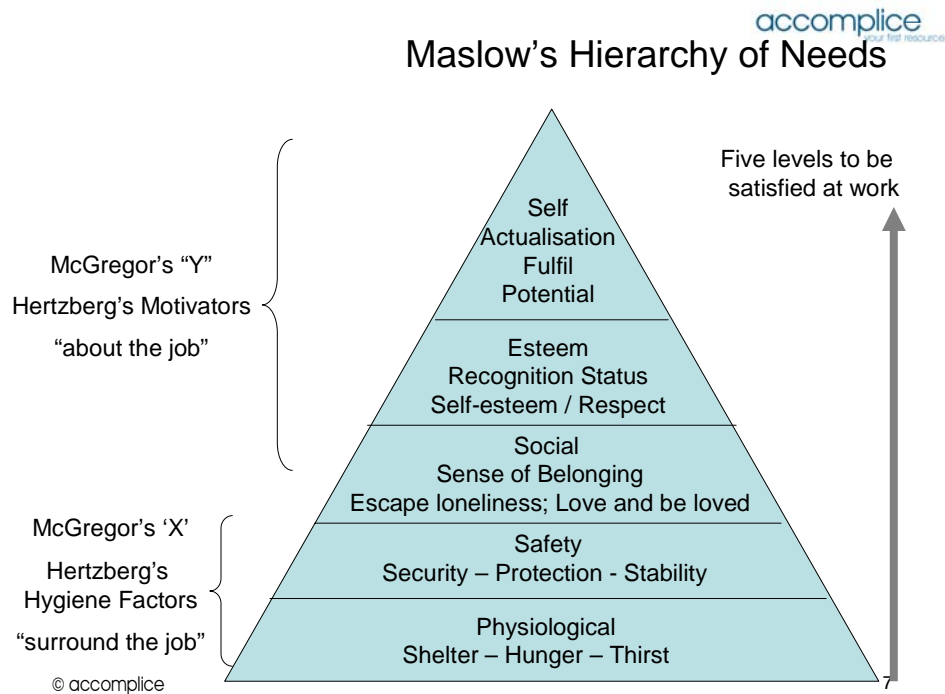 accomplice
your first resource
Maslow's Hierarchy of Needs
Five levels to be
satisfied at work
Self
Actualisation
Fulfil
Potential
McGregor's “Y”
Hertzberg's Motivators
“about the job”
Esteem
Recognition Status
Self-esteem / Respect
Social
Sense of Belonging
Escape loneliness; Love and be loved
McGregor's ‘X’
Hertzberg's
Hygiene Factors
“surround the job”
Safety
Security – Protection - Stability
Physiological
Shelter – Hunger – Thirst
© accomplice
7